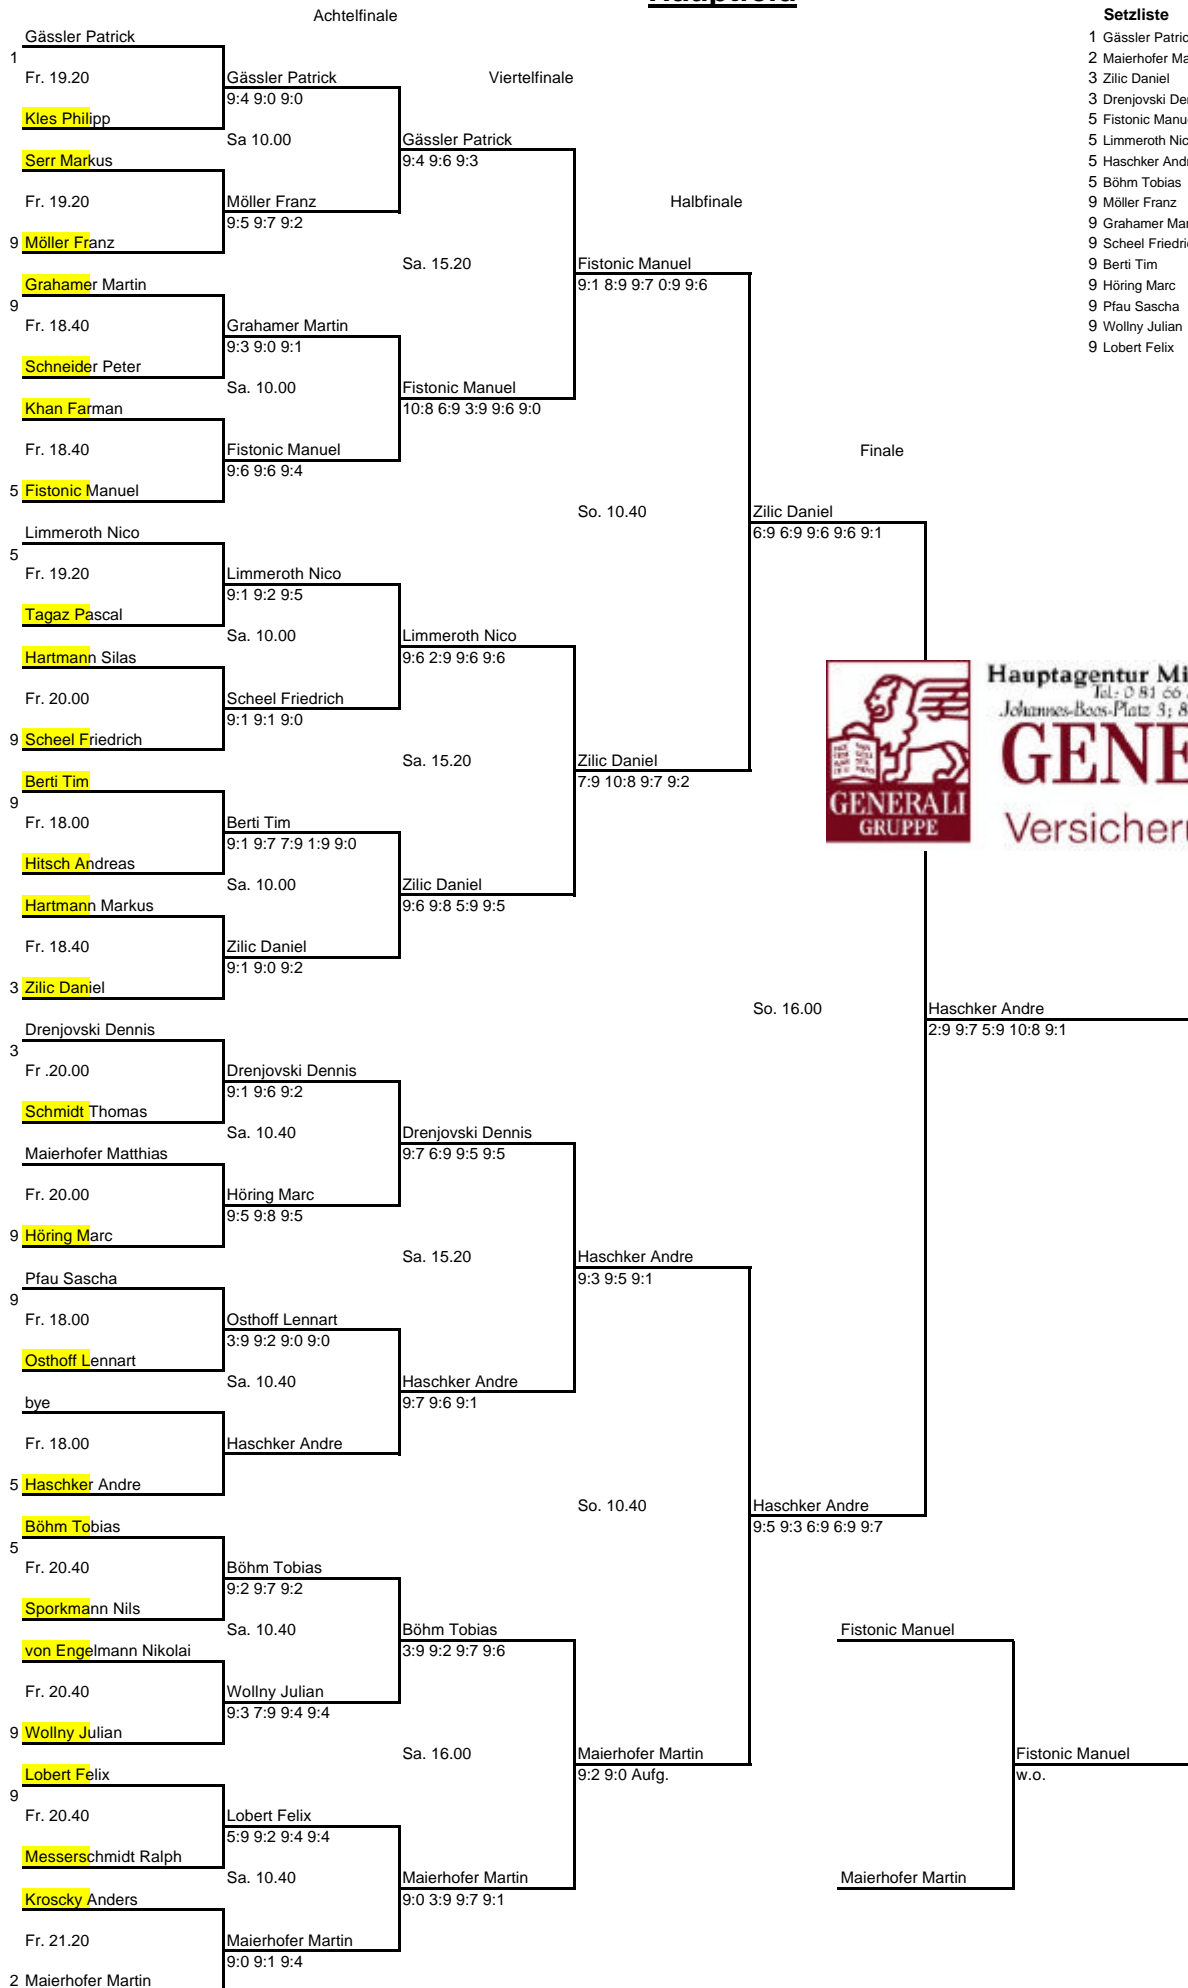 Achtelfinale
Setzliste
Gässler Patrick
1 Gässler Patric
1
2 Maierhofer Ma
Fr. 19.20
Gässler Patrick
Viertelfinale
3 Zilic Daniel
9:4 9:0 9:0
3 Drenjovski De
Kles Philipp
5 Fistonic Manu
Sa 10.00
Gässler Patrick
5 Limmeroth Nic
Serr Markus
9:4 9:6 9:3
5 Haschker Andr
5 Böhm Tobias
Fr. 19.20
Möller Franz
Halbfinale
9 Möller Franz
9:5 9:7 9:2
9 Grahamer Mar
9 Möller Franz
9 Scheel Friedri
Sa. 15.20
Fistonic Manuel
9 Berti Tim
Grahamer Martin
9:1 8:9 9:7 0:9 9:6
9 Höring Marc
9
9 Pfau Sascha
Fr. 18.40
Grahamer Martin
9 Wollny Julian
9:3 9:0 9:1
9 Lobert Felix
Schneider Peter
Sa. 10.00
Fistonic Manuel
Khan Farman
10:8 6:9 3:9 9:6 9:0
Fr. 18.40
Fistonic Manuel
Finale
9:6 9:6 9:4
5 Fistonic Manuel
So. 10.40
Zilic Daniel
Limmeroth Nico
6:9 6:9 9:6 9:6 9:1
5
Fr. 19.20
Limmeroth Nico
9:1 9:2 9:5
Tagaz Pascal
Sa. 10.00
Limmeroth Nico
Hartmann Silas
9:6 2:9 9:6 9:6
Hauptagentur Mi
Fr. 20.00
Scheel Friedrich
Tel.: 0 81 66
9:1 9:1 9:0
Johannes-Boos-Platz 3; 8
9 Scheel Friedrich
GENE
Sa. 15.20
Zilic Daniel
Berti Tim
7:9 10:8 9:7 9:2
9
GENERALI
GRUPPE
Versicher
Fr. 18.00
Berti Tim
9:1 9:7 7:9 1:9 9:0
Hitsch Andreas
Sa. 10.00
Zilic Daniel
Hartmann Markus
9:6 9:8 5:9 9:5
Fr. 18.40
Zilic Daniel
9:1 9:0 9:2
3 Zilic Daniel
So. 16.00
Haschker Andre
Drenjovski Dennis
2:9 9:7 5:9 10:8 9:1
3
Fr .20.00
Drenjovski Dennis
9:1 9:6 9:2
Schmidt Thomas
Sa. 10.40
Drenjovski Dennis
Maierhofer Matthias
9:7 6:9 9:5 9:5
Fr. 20.00
Höring Marc
9:5 9:8 9:5
9 Höring Marc
Sa. 15.20
Haschker Andre
Pfau Sascha
9:3 9:5 9:1
9
Fr. 18.00
Osthoff Lennart
3:9 9:2 9:0 9:0
Osthoff Lennart
Sa. 10.40
Haschker Andre
bye
9:7 9:6 9:1
Fr. 18.00
Haschker Andre
5 Haschker Andre
So. 10.40
Haschker Andre
Böhm Tobias
9:5 9:3 6:9 6:9 9:7
5
Fr. 20.40
Böhm Tobias
9:2 9:7 9:2
Sporkmann Nils
Sa. 10.40
Böhm Tobias
Fistonic Manuel
von Engelmann Nikolai
3:9 9:2 9:7 9:6
Fr. 20.40
Wollny Julian
9:3 7:9 9:4 9:4
9 Wollny Julian
Sa. 16.00
Maierhofer Martin
Fistonic Manuel
Lobert Felix
9:2 9:0 Aufg.
w.o.
9
Fr. 20.40
Lobert Felix
5:9 9:2 9:4 9:4
Messerschmidt Ralph
Sa. 10.40
Maierhofer Martin
Maierhofer Martin
Kroscky Anders
9:0 3:9 9:7 9:1
Fr. 21.20
Maierhofer Martin
9:0 9:1 9:4
2 Maierhofer Martin